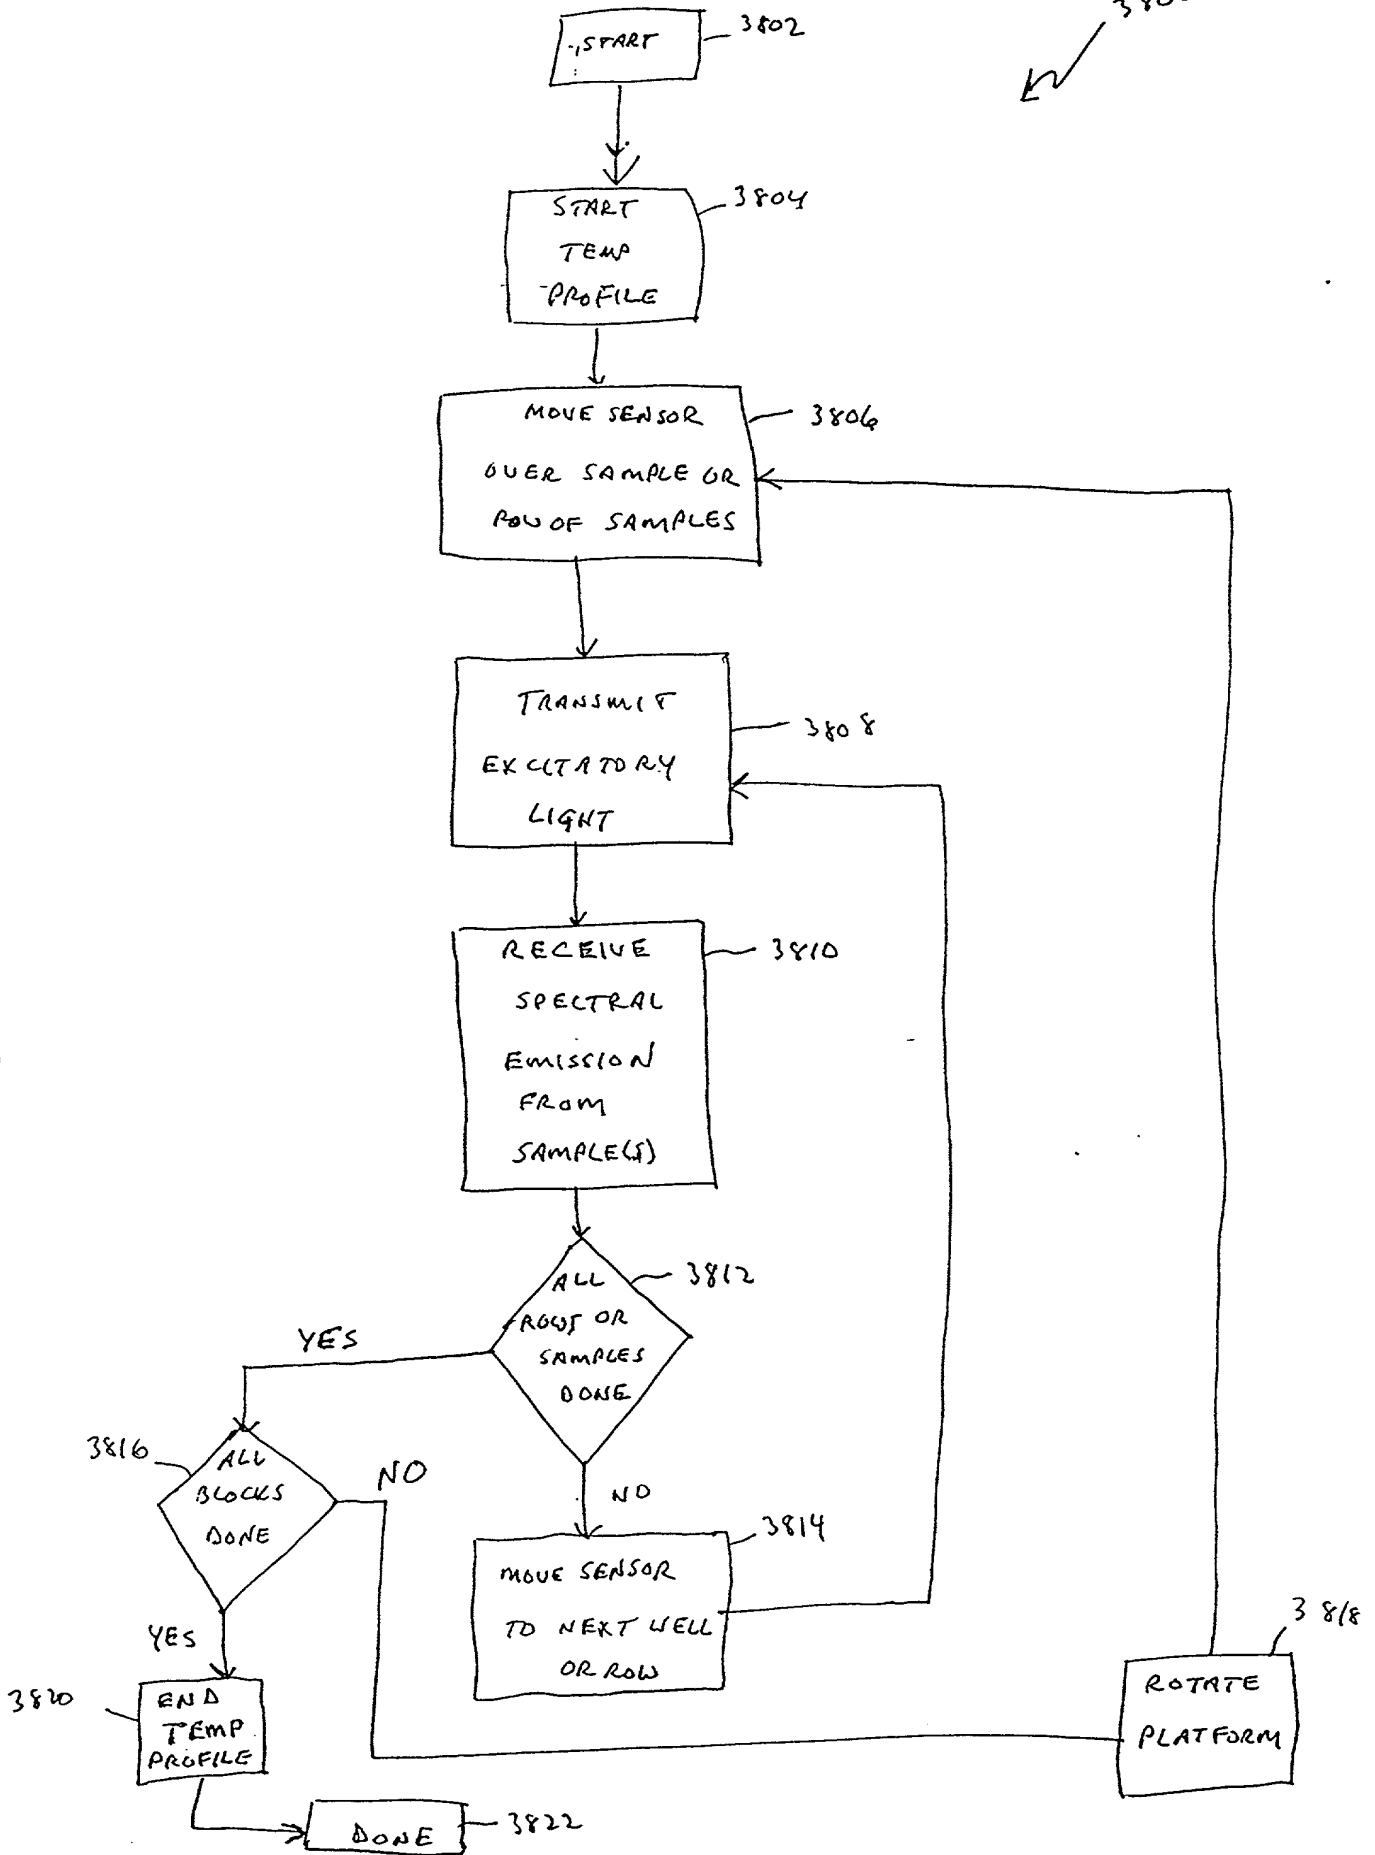 3802
START
3804
START
TEMP
PROFILE
3806
MOVE SENSOR
OVER SAMPLE OR
ROW OF SAMPLES
3808
TRANSMIT
EXCITATORY
LIGHT
3810
RECEIVE
SPECTRAL
EMISSION
FROM
SAMPLE(S)
3812
ALL
ROWS OR
SAMPLES
DONE
YES
3816
ALL
BLOCKS
DONE
NO
NO
3814
MOVE SENSOR
TO NEXT WELL
OR ROW
YES
3818
ROTATE
PLATFORM
3820
END
TEMP
PROFILE
DONE
3822